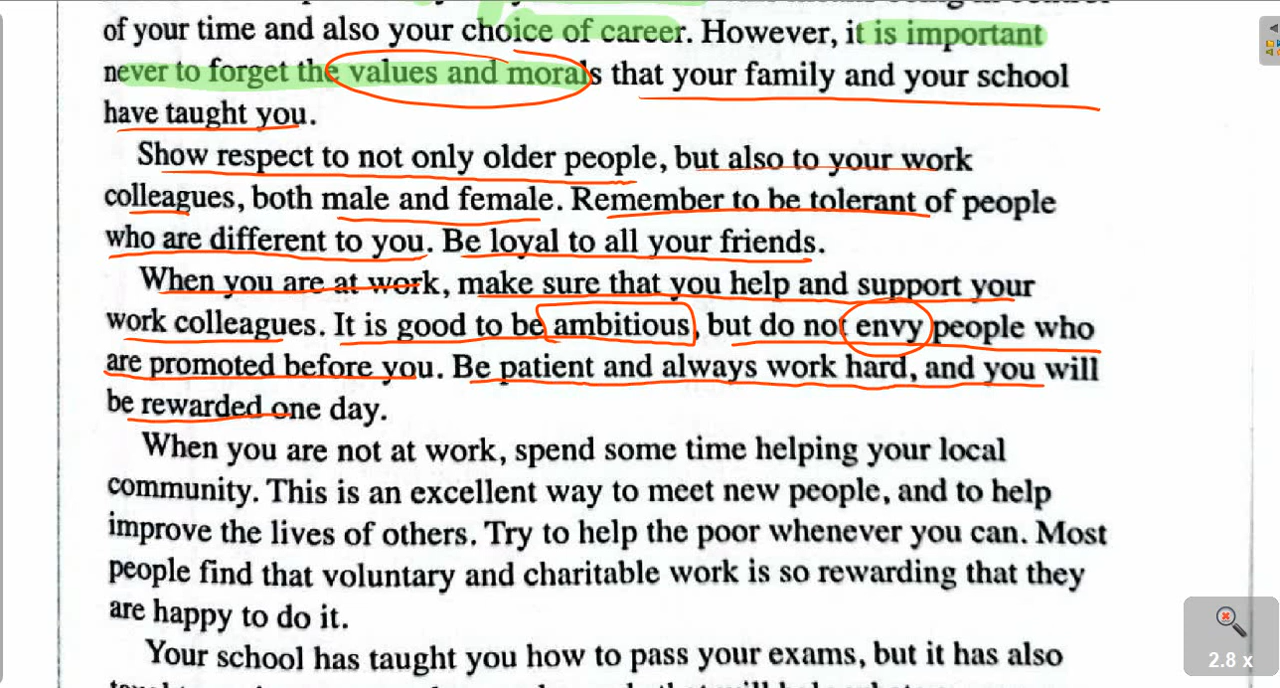 of your time and also your choice of career. However, it is important
never to forget the values and morals that your family and your school
have taught you.
Show respect to not only older people, but also to your work
colleagues, both male and female. Remember to be tolerant of people
who are different to you. Be loyal to all your friends.
When you are at work, make sure that you help and support your
work colleagues. It is good to be ambitious, but do not envy people who
are promoted before you. Be patient and always work hard, and you will
be rewarded one day.
When you are not at work, spend some time helping your local
community. This is an excellent way to meet new people, and to help
improve the lives of others. Try to help the poor whenever you can. Most
people find that voluntary and charitable work is so rewarding that they
are happy to do it.
Your school has taught you how to pass your exams, but it has also
2.8 x